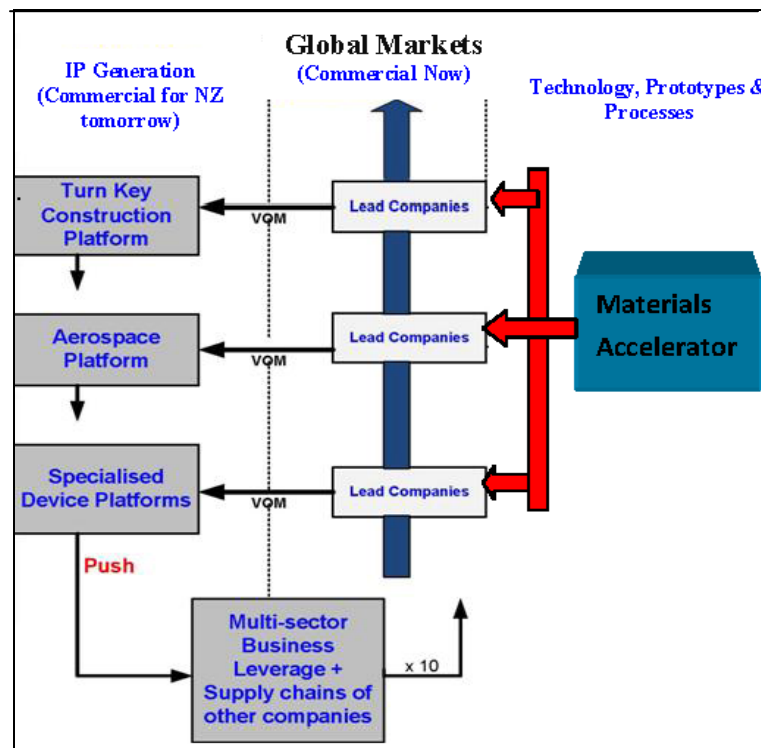 Global Markets
(Commercial Now)
IP Generation
(Commercial for NZ
tomorrow)
Technology, Prototypes &
Processes
Turn Key
Construction
Platform
VOM
Lead Companies
Materials
Accelerator
Aerospace
Platform
VOM
Lead Companies
Specialised
Device Platforms
VOM
Lead Companies
Push
Multi-sector
Business
Leverage +
Supply chains of
other companies
x 10